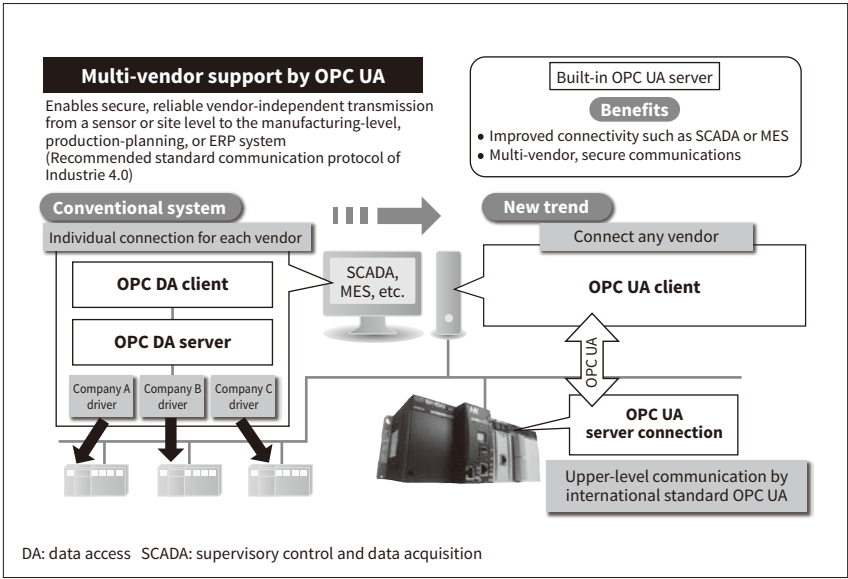 Multi-vendor support by OPC UA
Enables secure, reliable vendor-independent transmission
from a sensor or site level to the manufacturing-level,
production-planning, or ERP system
(Recommended standard communication protocol of
Industrie 4.0)
Built-in OPC UA server
Benefits
• Improved connectivity such as SCADA or MES
• Multi-vendor, secure communications
Conventional system
Individual connection for each vendor
OPC DA client
OPC DA server
Company A
driver
Company B
driver
Company C
driver
SCADA,
MES, etc.
New trend
Connect any vendor
OPC UA client
OPC UA
OPC UA
server connection
Upper-level communication by
international standard OPC UA
DA: data access SCADA: supervisory control and data acquisition